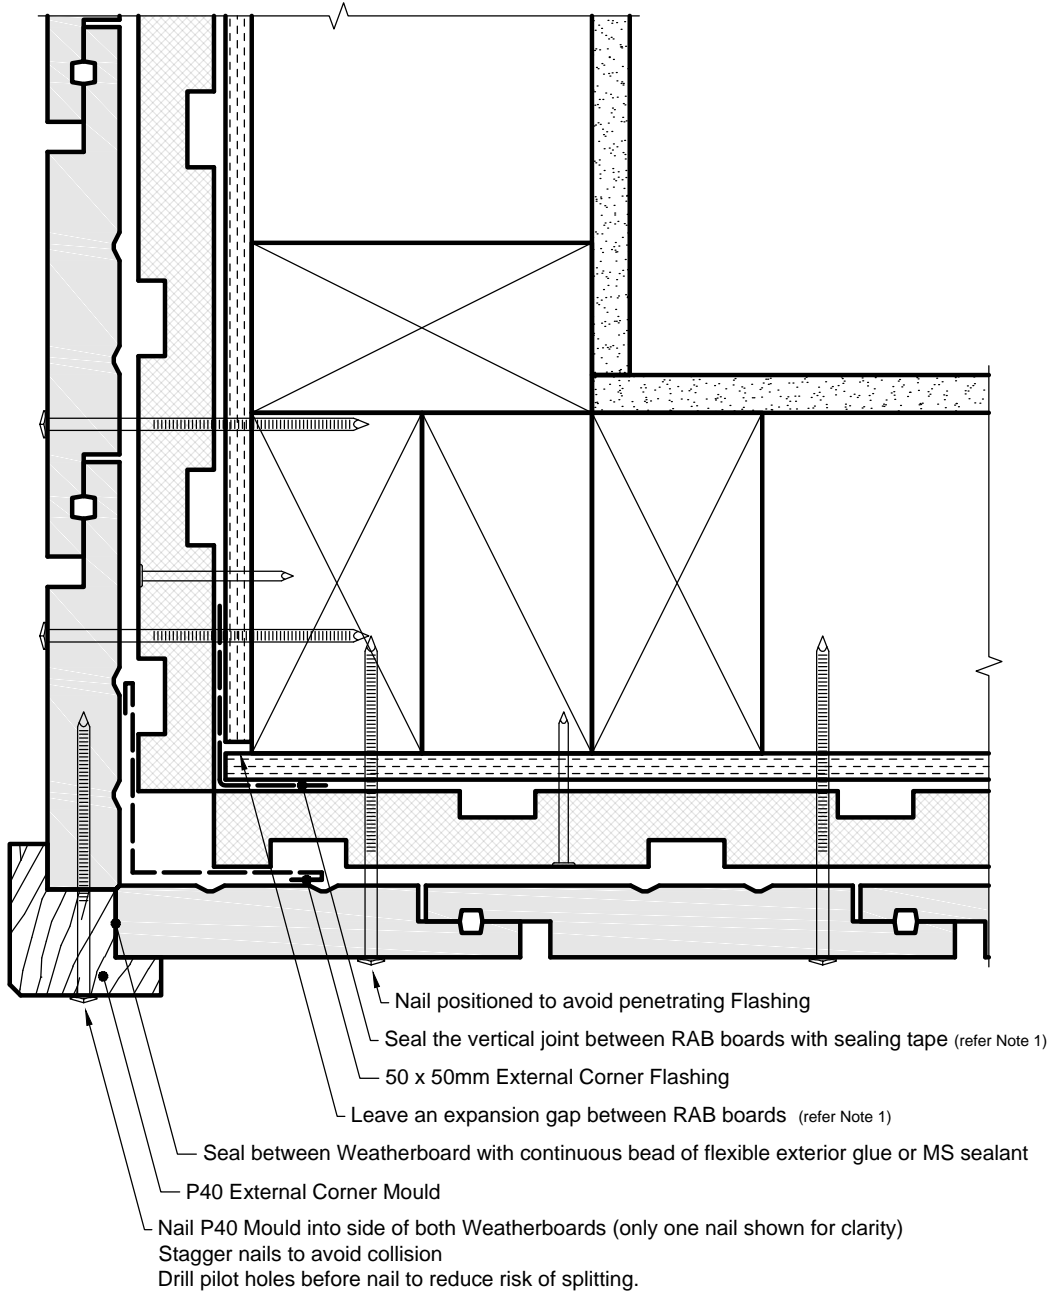 Nail positioned to avoid penetrating Flashing
Seal the vertical joint between RAB boards with sealing tape (refer Note 1)
50 x 50mm External Corner Flashing
Leave an expansion gap between RAB boards (refer Note 1)
Seal between Weatherboard with continuous bead of flexible exterior glue or MS sealant
P40 External Corner Mould
Nail P40 Mould into side of both Weatherboards (only one nail shown for clarity)
Stagger nails to avoid collision
Drill pilot holes before nail to reduce risk of splitting.